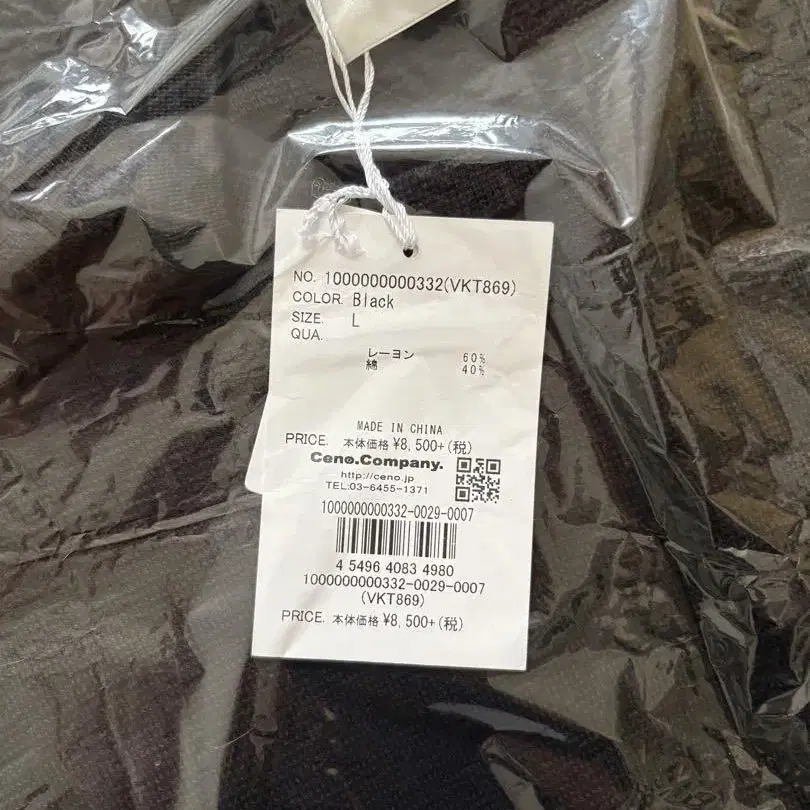 NO. 1000000000332(VKT869)
COLOR. Black
SIZE. L
QUA.
レーヨン 60%
綿 40%
MADE IN CHINA
PRICE. 本体価格 ¥8,500+(税)
Ceno.Company.
http://ceno.jp
TEL:03-6455-1371
1000000000332-0029-0007
4 5496 4083 4980
1000000000332-0029-0007
(VKT869)
PRICE. 本体価格 ¥8,500+(税)